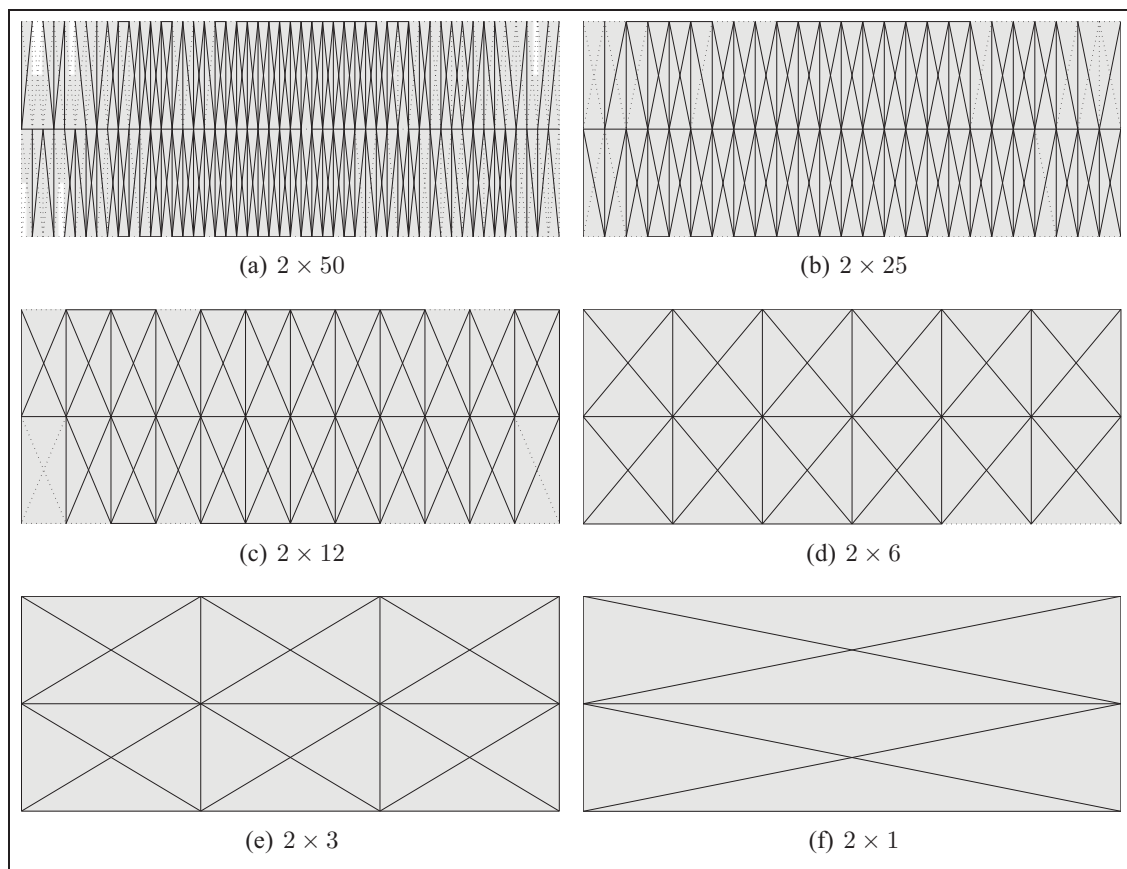 (a) 2 × 50
(b) 2 × 25
(c) 2 × 12
(d) 2 × 6
(e) 2 × 3
(f) 2 × 1